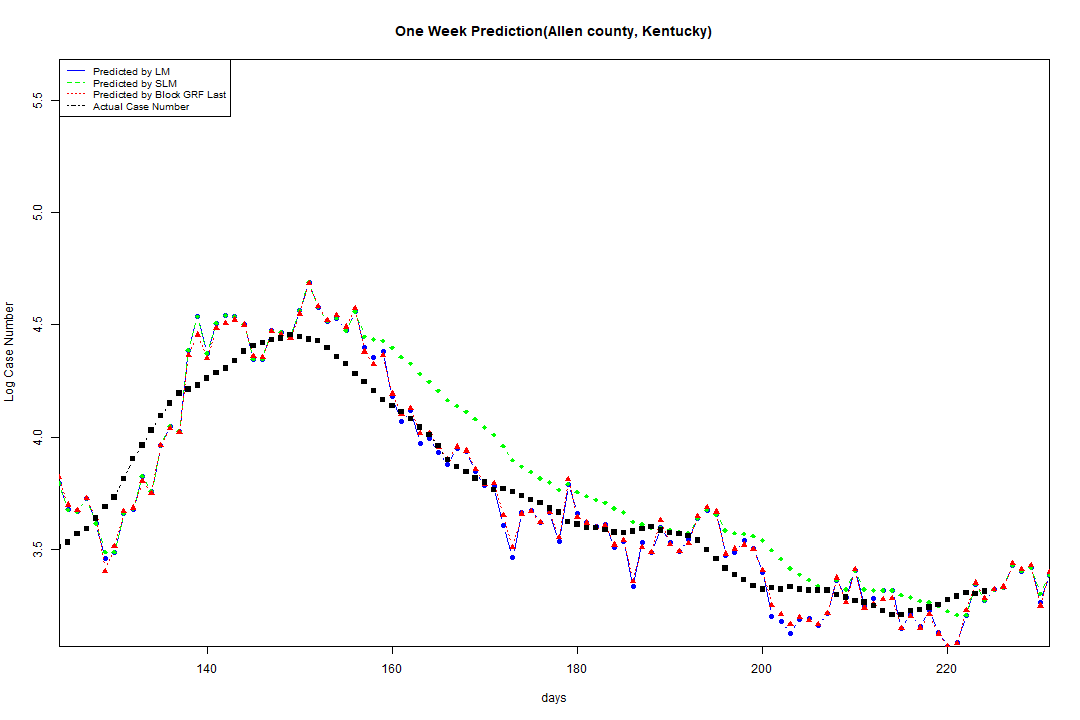 One Week Prediction(Allen county, Kentucky)
Predicted by LM
Predicted by SLM
Predicted by Block GRF Last
Actual Case Number
5.5
5.0
4.5
4.0
3.5
Log Case Number
140 160 180 200 220
days